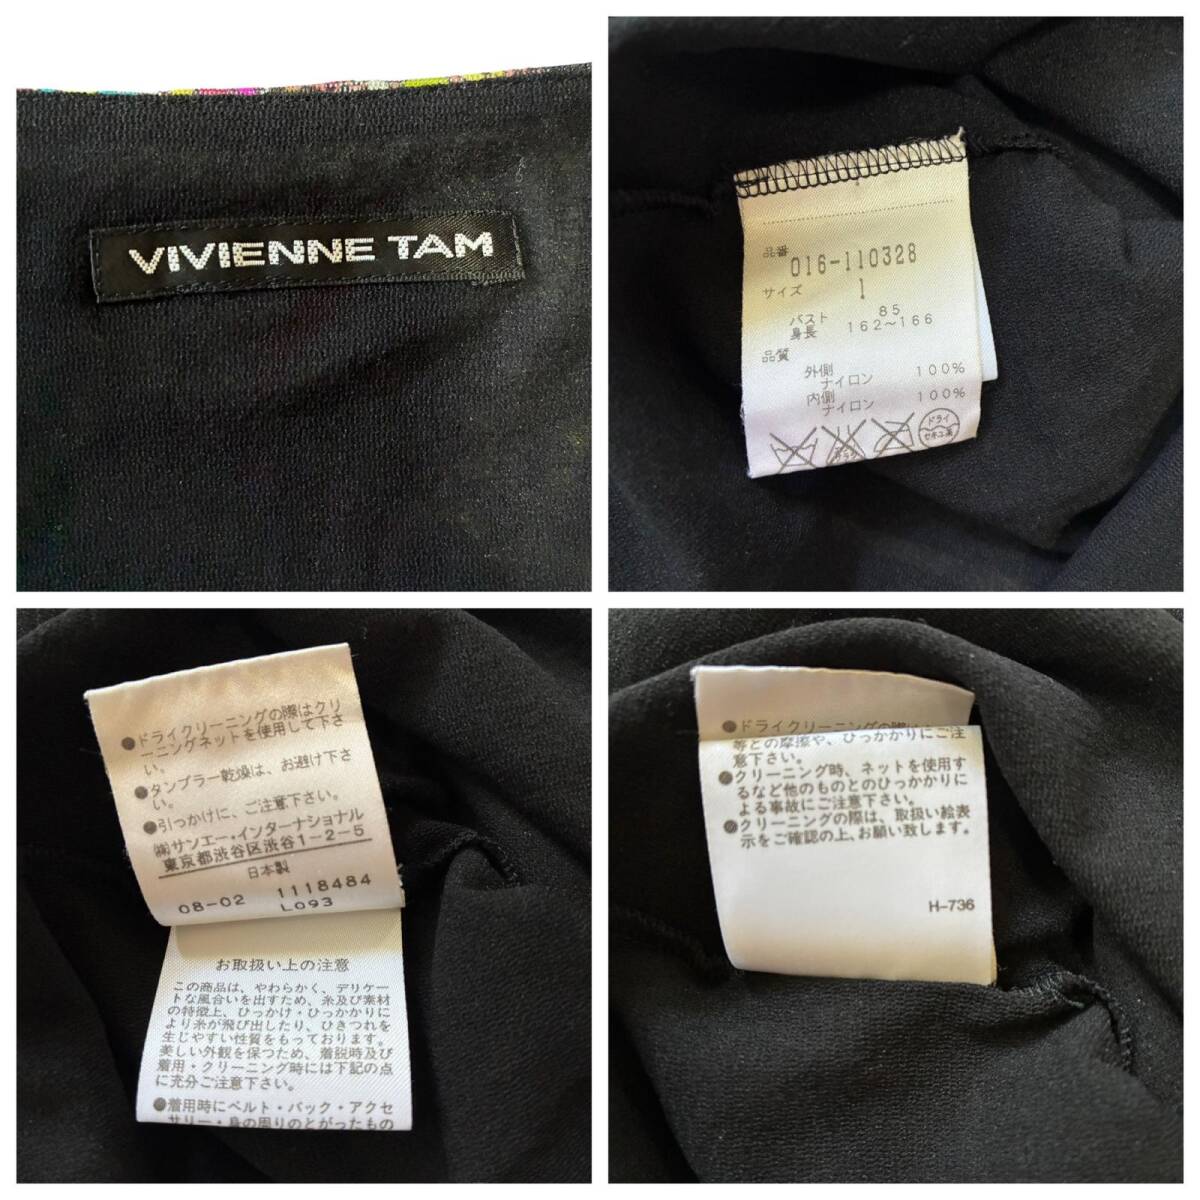 VIVIENNE TAM
品番
016-110328
サイズ 1
バスト 85
身長 162～166
品質
外側
ナイロン 100%
内側
ナイロン 100%
ドライ
セキユ系
●ドライクリーニングの際はクリ
ーニングネットを使用して下さ
い。
●タンブラー乾燥は、お避け下さ
い。
●引っかけに、ご注意下さい。
㈱サンエー・インターナショナル
東京都渋谷区渋谷1-2-5
日本製
08-02 1118484
L093
お取扱い上の注意
この商品は、やわらかく、デリケー
トな風合いを出すため、糸及び素材
の特徴上、ひっかけ・ひっかかりに
より糸が飛び出したり、ひきつれを
生じやすい性質をもっております。
美しい外観を保つため、着脱時及び
着用・クリーニング時には下記の点
に充分ご注意下さい。
●着用時にベルト・バック・アクセ
サリー・身の周りのとがったもの
●ドライクリーニングの際は
等との摩擦や、ひっかかりにご注
意下さい。
●クリーニング時、ネットを使用す
るなど他のものとのひっかかりに
よる事故にご注意下さい。
●クリーニングの際は、取扱い絵表
示をご確認の上、お願い致します。
H-736